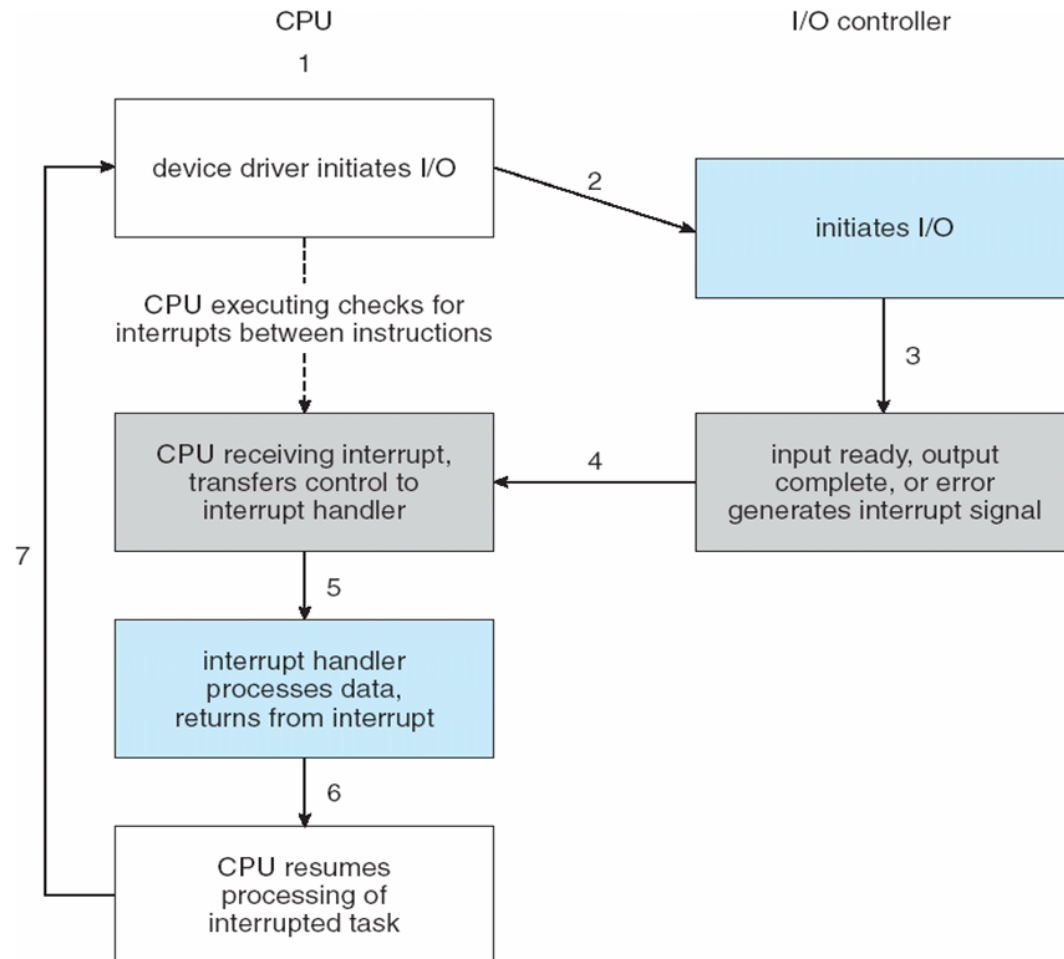 CPU
I/O controller
1
device driver initiates I/O
2
initiates I/O
CPU executing checks for
interrupts between instructions
3
CPU receiving interrupt,
transfers control to
interrupt handler
4
input ready, output
complete, or error
generates interrupt signal
7
5
interrupt handler
processes data,
returns from interrupt
6
CPU resumes
processing of
interrupted task